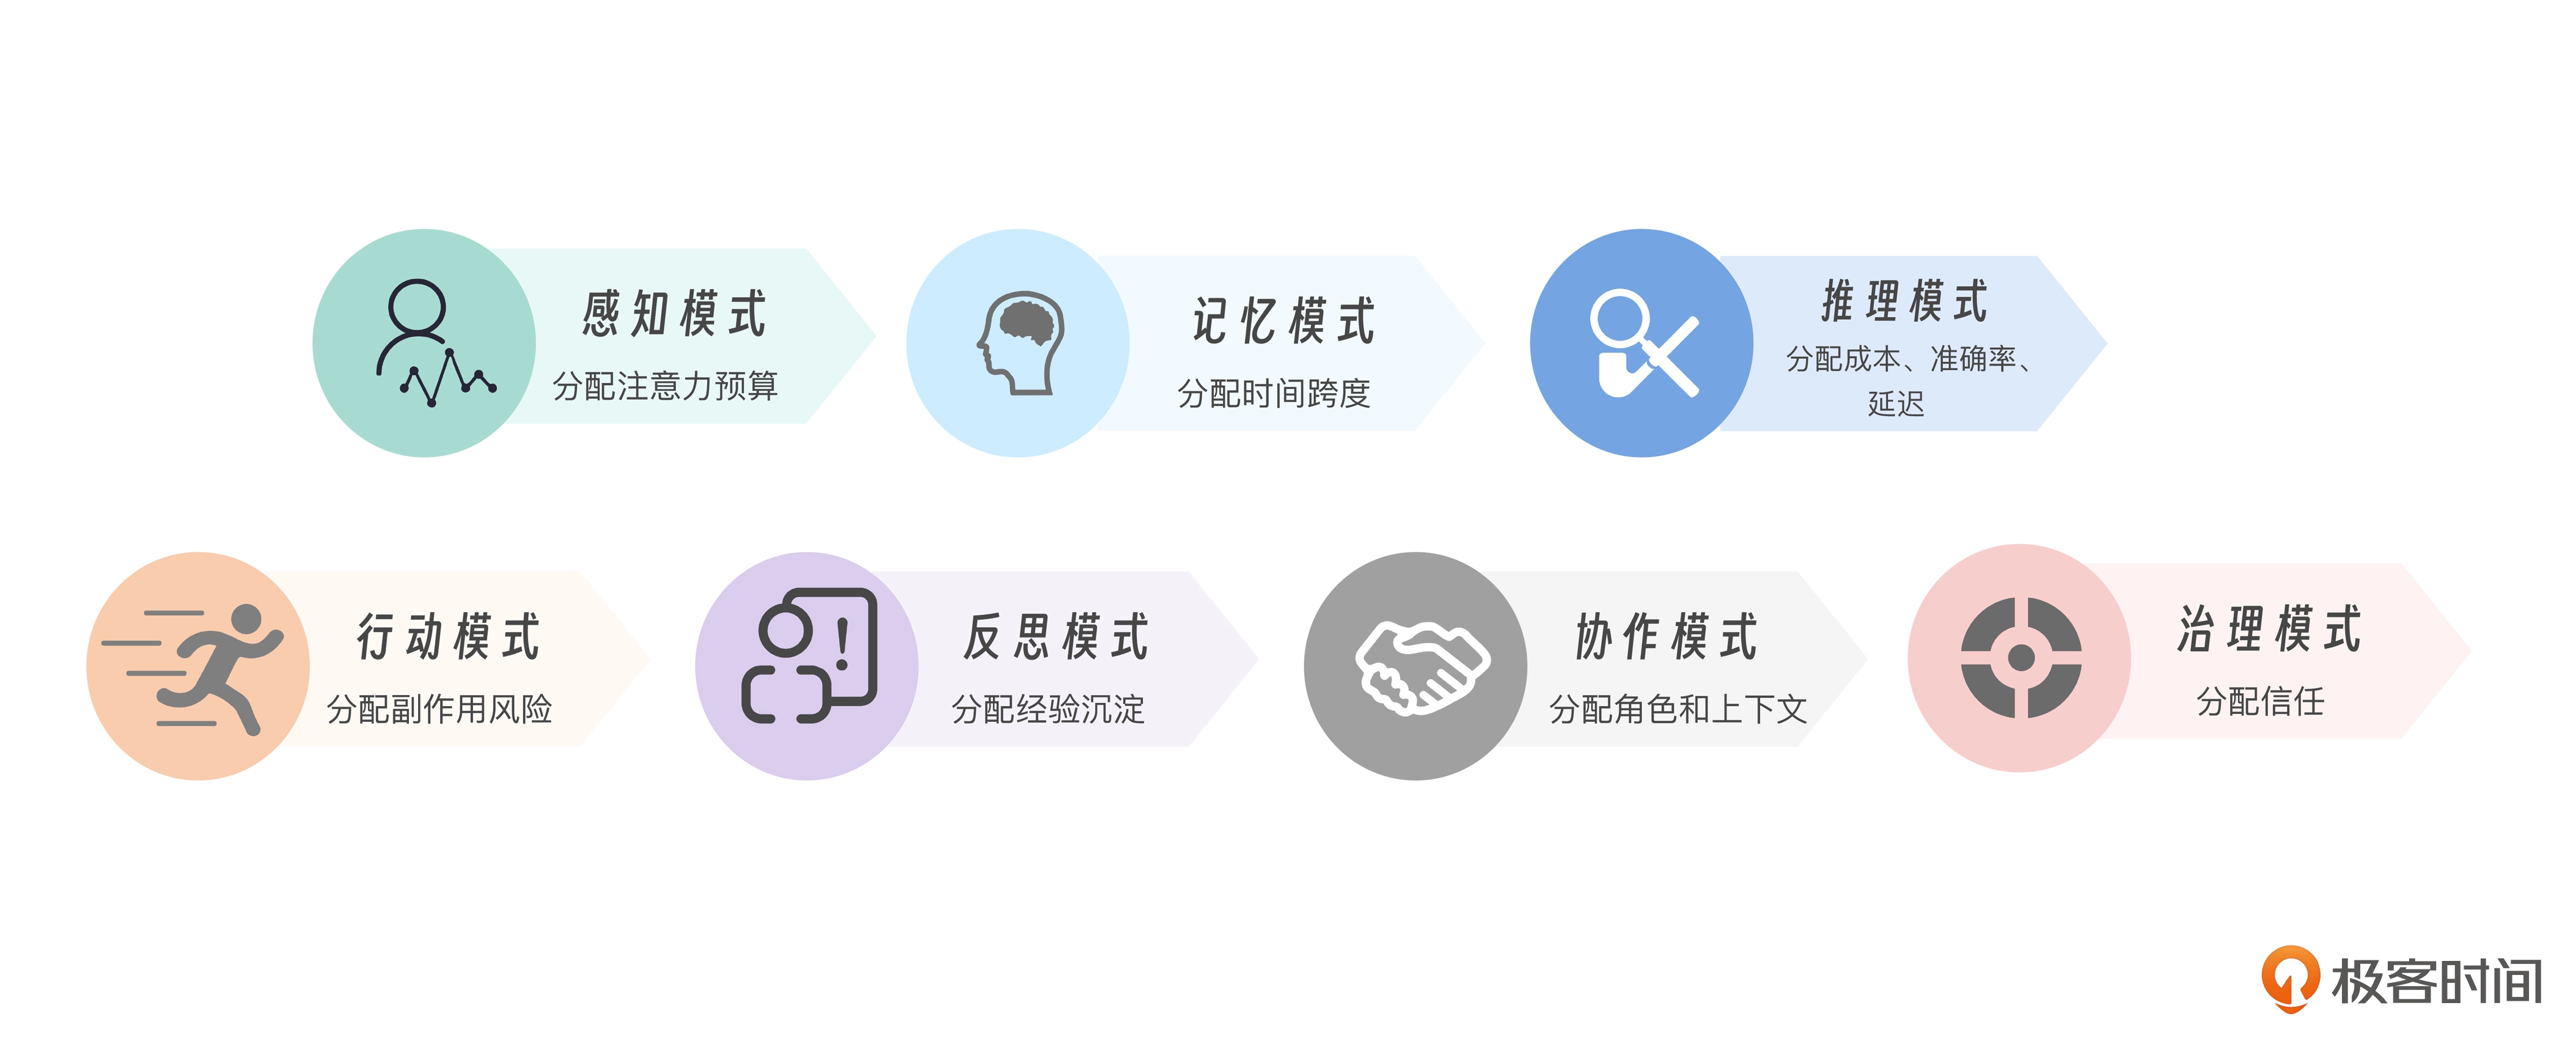 感知模式
分配注意力预算
记忆模式
分配时间跨度
推理模式
分配成本、准确率、
延迟
行动模式
分配副作用风险
反思模式
分配经验沉淀
协作模式
分配角色和上下文
治理模式
分配信任
极客时间